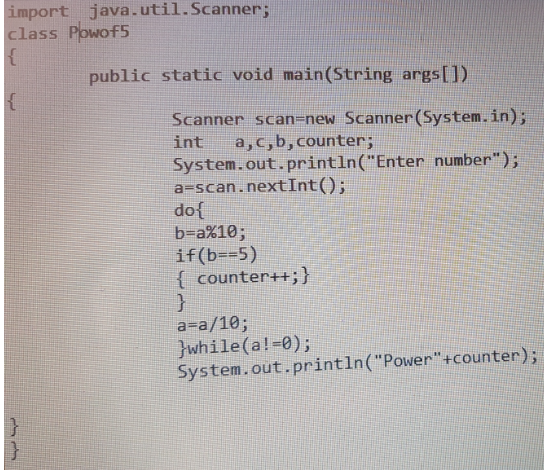 import java.util.Scanner;
class Powof5
{
public static void main(String args[])
{
Scanner scan=new Scanner(System.in);
int a,c,b,counter;
System.out.println("Enter number");
a=scan.nextInt();
do{
b=a%10;
if(b==5)
{ counter++;}
}
a=a/10;
}while(a!=0);
System.out.println("Power"+counter);
}
}